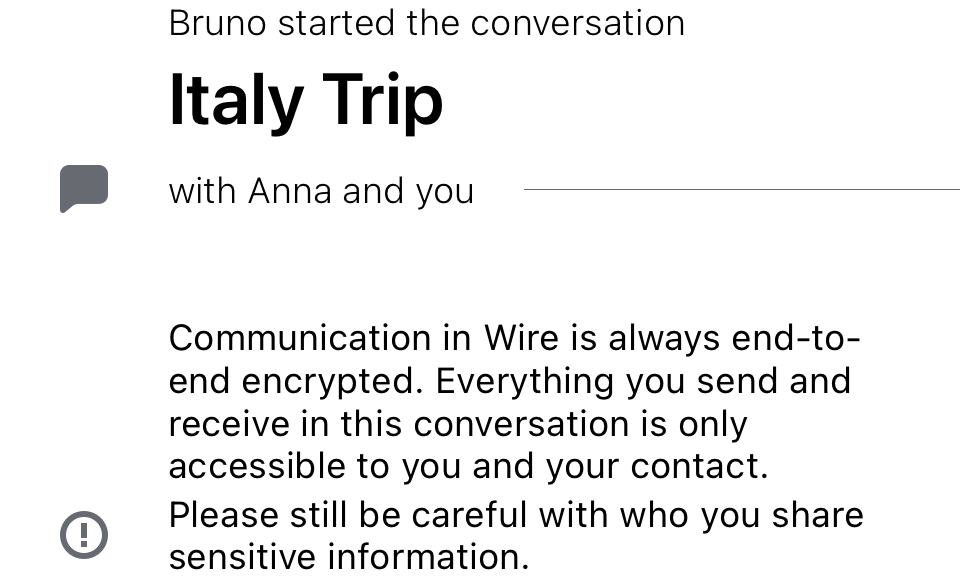 Bruno started the conversation
Italy Trip
with Anna and you
Communication in Wire is always end-to-
end encrypted. Everything you send and
receive in this conversation is only
accessible to you and your contact.
Please still be careful with who you share
sensitive information.